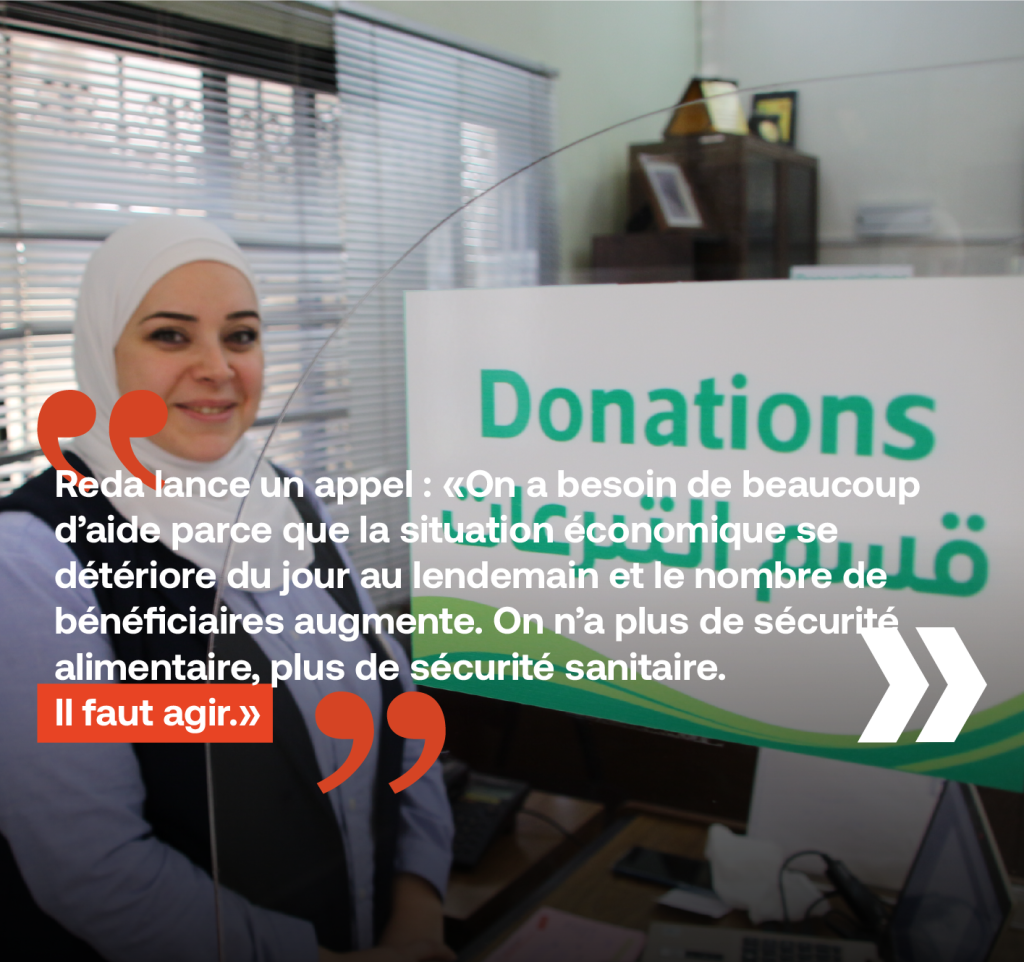 Donations
قسم التبرعات
Reda lance un appel : «On a besoin de beaucoup
d’aide parce que la situation économique se
détériore du jour au lendemain et le nombre de
bénéficiaires augmente. On n’a plus de sécurité
alimentaire, plus de sécurité sanitaire.
Il faut agir.»